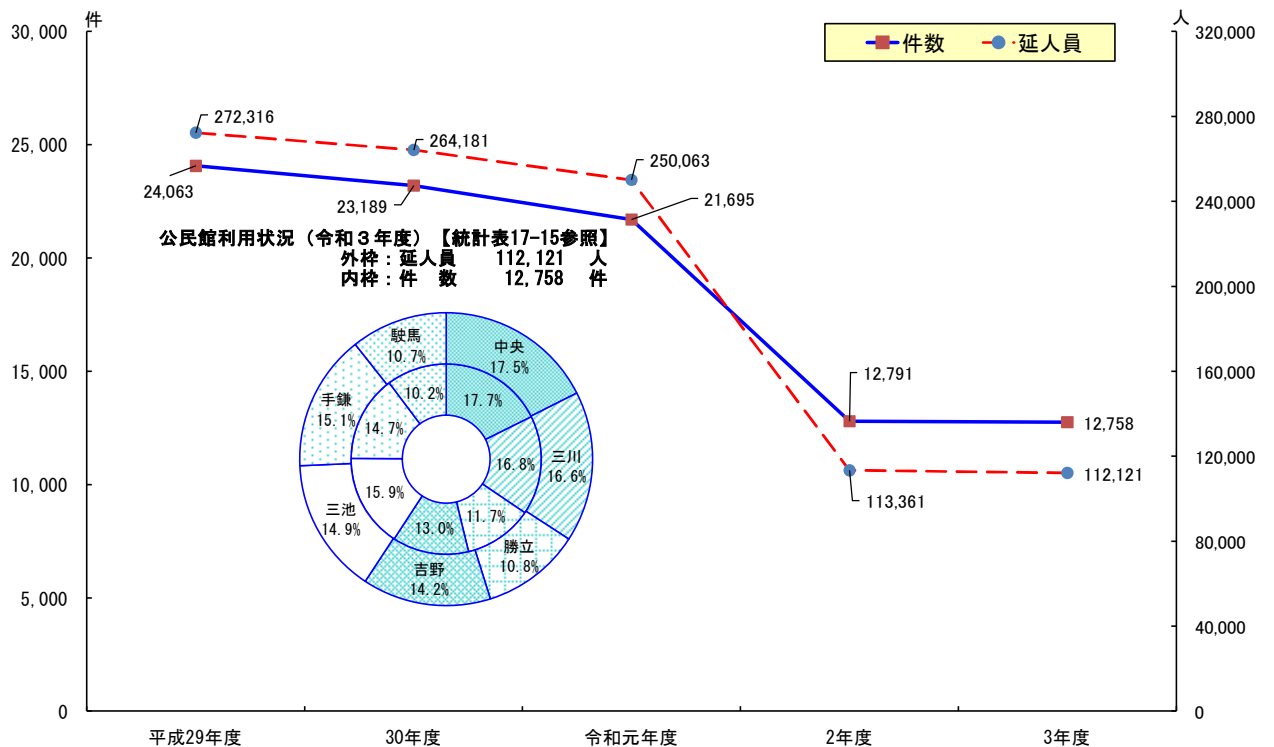 件
人
30,000
320,000
件数
延人員
272,316
264,181
280,000
25,000
250,063
24,063
23,189
21,695
240,000
公民館利用状況（令和３年度）【統計表17-15参照】
外枠：延人員　112,121　人
内枠：件　数　12,758　件
20,000
200,000
駛馬
10.7%
中央
17.5%
15,000
12,791
160,000
手鎌
15.1%
10.2%
17.7%
14.7%
12,758
三川
16.6%
16.8%
120,000
10,000
15.9%
112,121
三池
14.9%
11.7%
13.0%
113,361
勝立
10.8%
80,000
吉野
14.2%
5,000
40,000
0
0
平成29年度
30年度
令和元年度
2年度
3年度